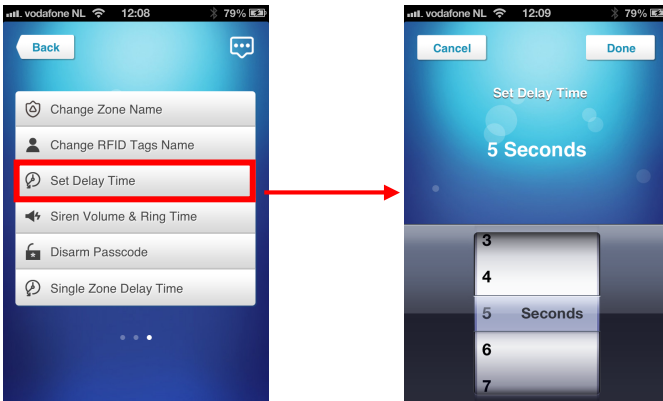 vodafone NL 12:08 79%
Back
Change Zone Name
Change RFID Tags Name
Set Delay Time
Siren Volume & Ring Time
Disarm Passcode
Single Zone Delay Time
vodafone NL 12:09 79%
Cancel Done
Set Delay Time
5 Seconds
3
4
5 Seconds
6
7